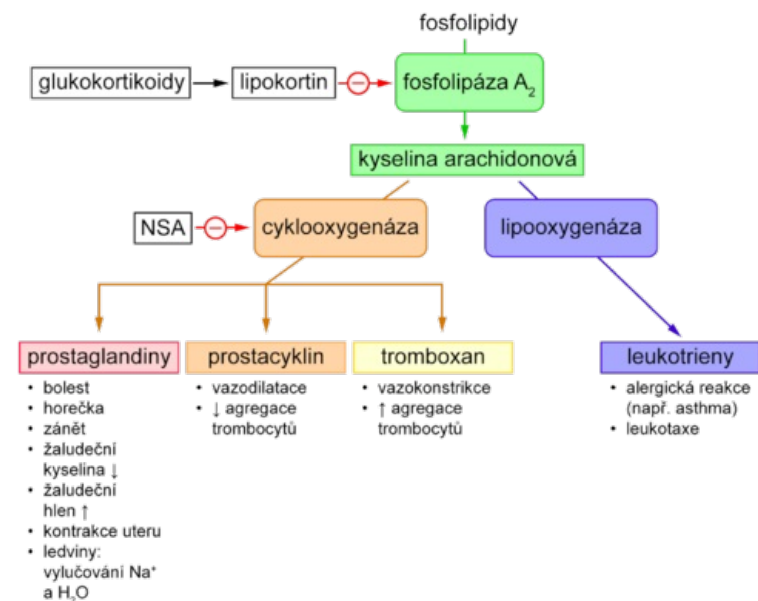 fosfolipidy
glukokortikoidy
lipokortin
fosfolipáza A₂
kyselina arachidonová
NSA
cyklooxygenáza
lipooxygenáza
prostaglandiny
• bolest
• horečka
• zánět
• žaludeční
kyselina ↓
• žaludeční
hlen ↑
• kontrakce uteru
• ledviny:
vylučování Na⁺
a H₂O
prostacyklin
• vazodilatace
• ↓ agregace
trombocytů
tromboxan
• vazokonstrikce
• ↑ agregace
trombocytů
leukotrieny
• alergická reakce
(např. asthma)
• leukotaxe